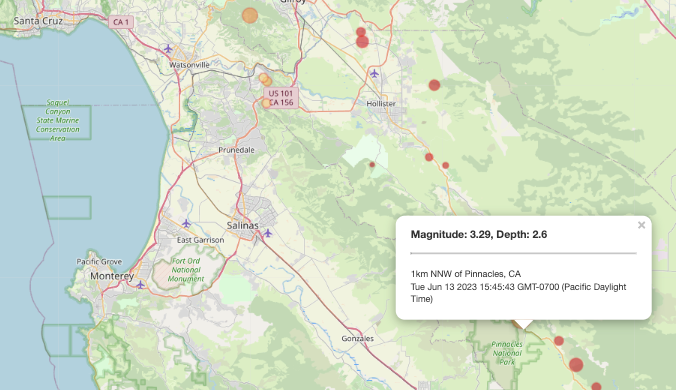 Gilroy
Santa Cruz
CA 1
Watsonville
US 101
CA 156
Hollister
Soquel
Canyon
State Marine
Conservation
Area
Prunedale
Salinas
East Garrison
Pacific Grove
Fort Ord
National
Monument
Monterey
Magnitude: 3.29, Depth: 2.6
×
1km NNW of Pinnacles, CA
Tue Jun 13 2023 15:45:43 GMT-0700 (Pacific Daylight
Time)
Gonzales
Pinnacles
National
Park